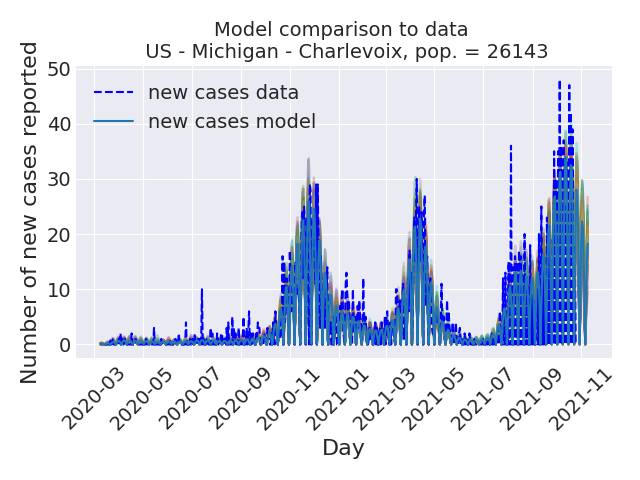 Model comparison to data
US - Michigan - Charlevoix, pop. = 26143
Number of new cases reported
50
40
30
20
10
0
new cases data
new cases model
2020-03
2020-05
2020-07
2020-09
2020-11
2021-01
2021-03
2021-05
2021-07
2021-09
2021-11
Day